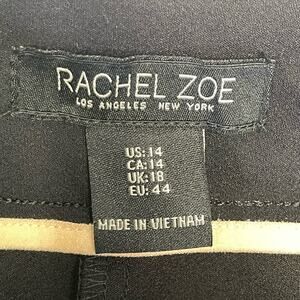 RACHEL ZOE
LOS ANGELES NEW YORK
US: 14
CA: 14
UK: 18
EU: 44
MADE IN VIETNAM